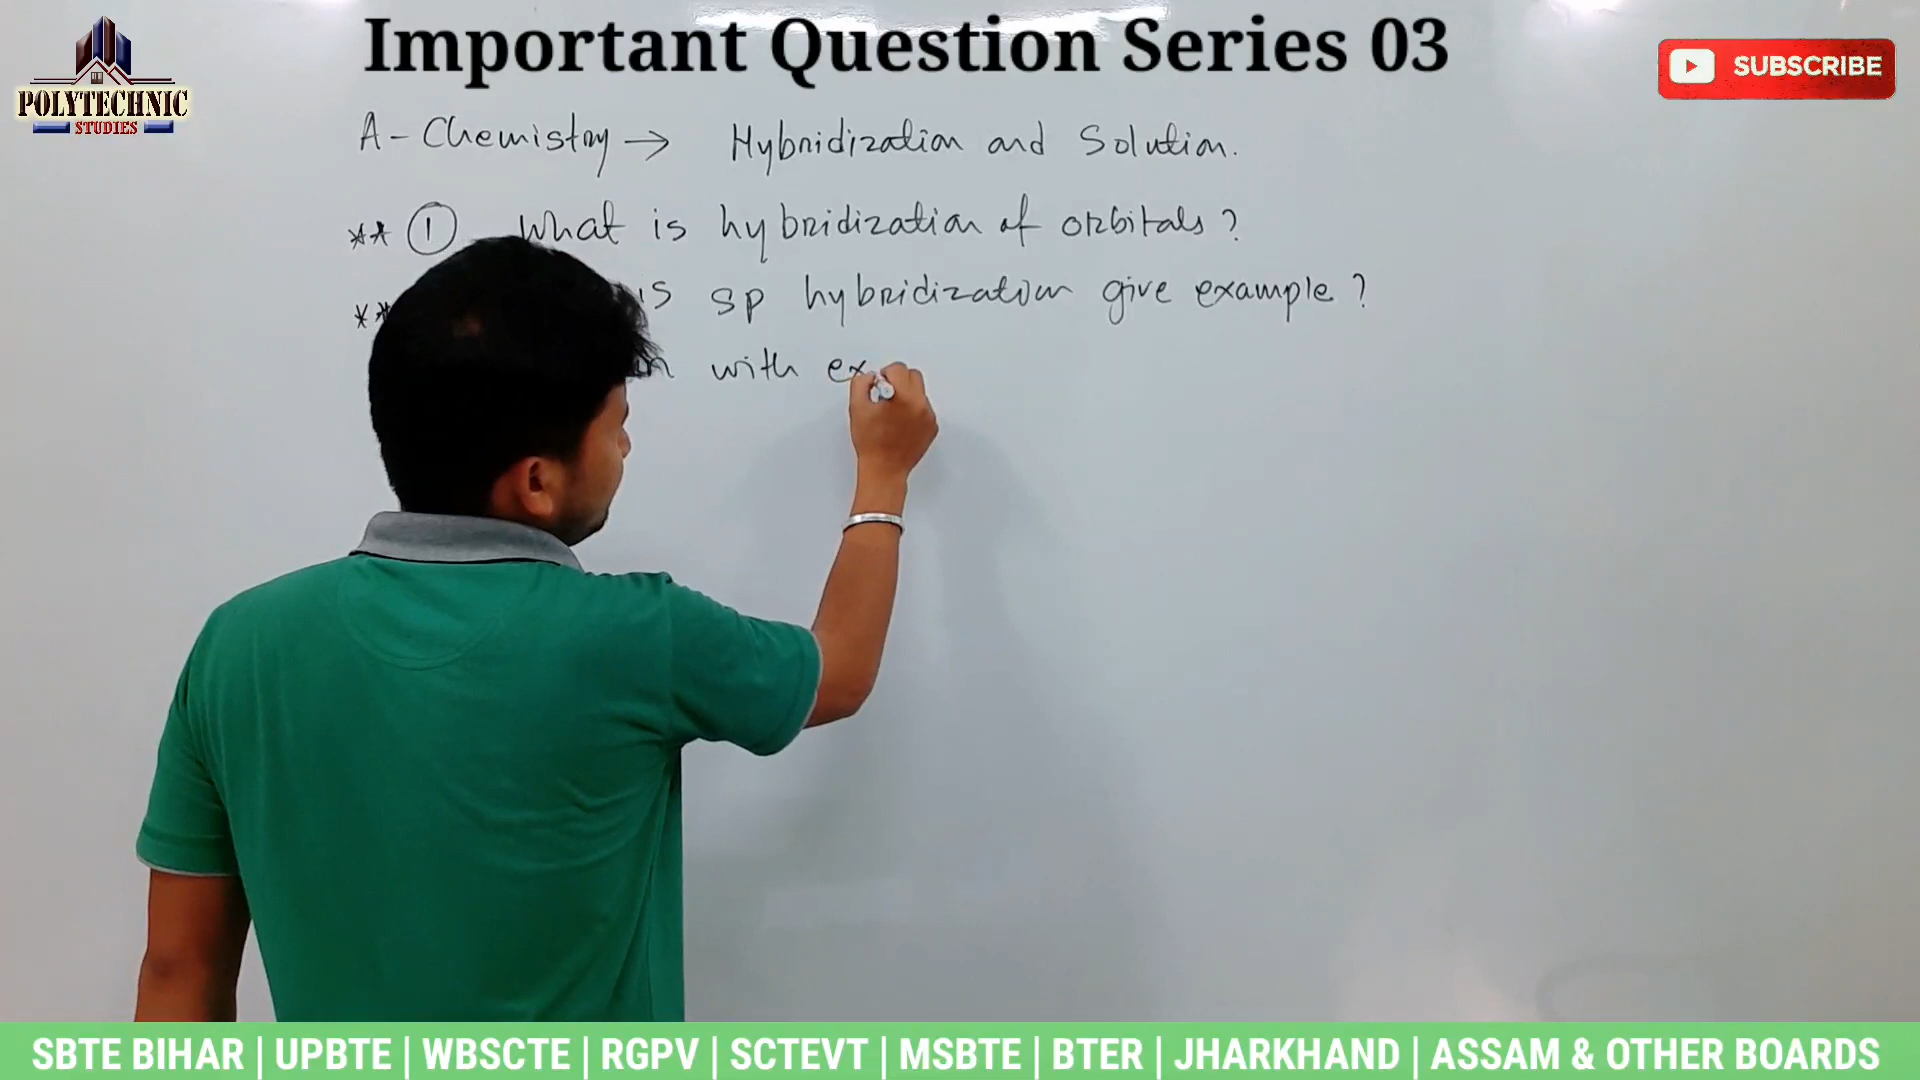 Important Question Series 03
POLYTECHNIC
STUDIES
SUBSCRIBE
A - Chemistry → Hybridization and Solution.
** ① What is hybridization of orbitals?
** is sp hybridization give example?
with ex
SBTE BIHAR | UPBTE | WBSCTE | RGPV | SCTEVT | MSBTE | BTER | JHARKHAND | ASSAM & OTHER BOARDS